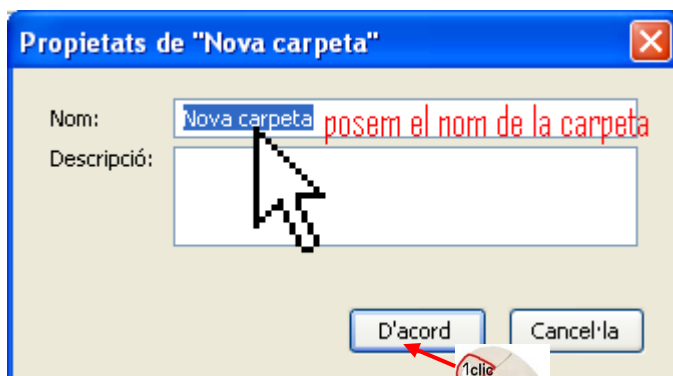 Propietats de "Nova carpeta"
Nom: Nova carpeta posem el nom de la carpeta
Descripció:
D'acord Cancel·la
1clic